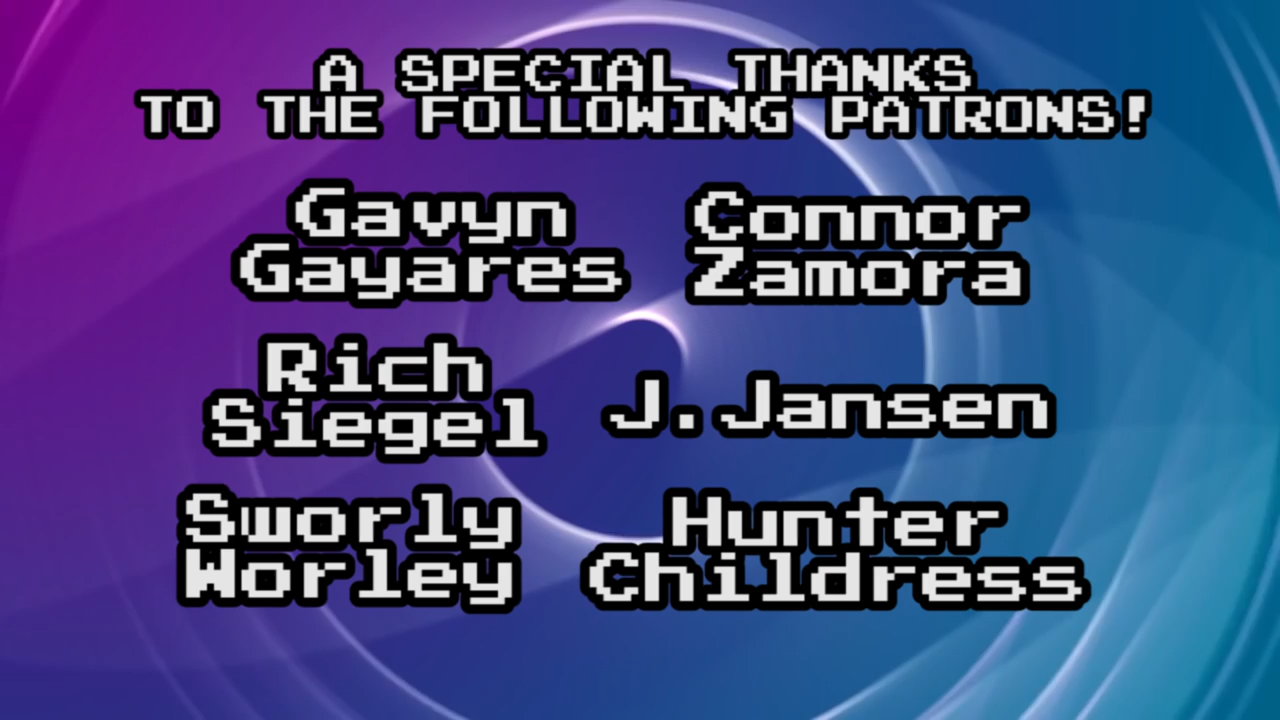 A SPECIAL THANKS
TO THE FOLLOWING PATRONS!
Gavyn
Gayares
Connor
Zamora
Rich
Siegel
J.Jansen
Sworly
Worley
Hunter
Childress